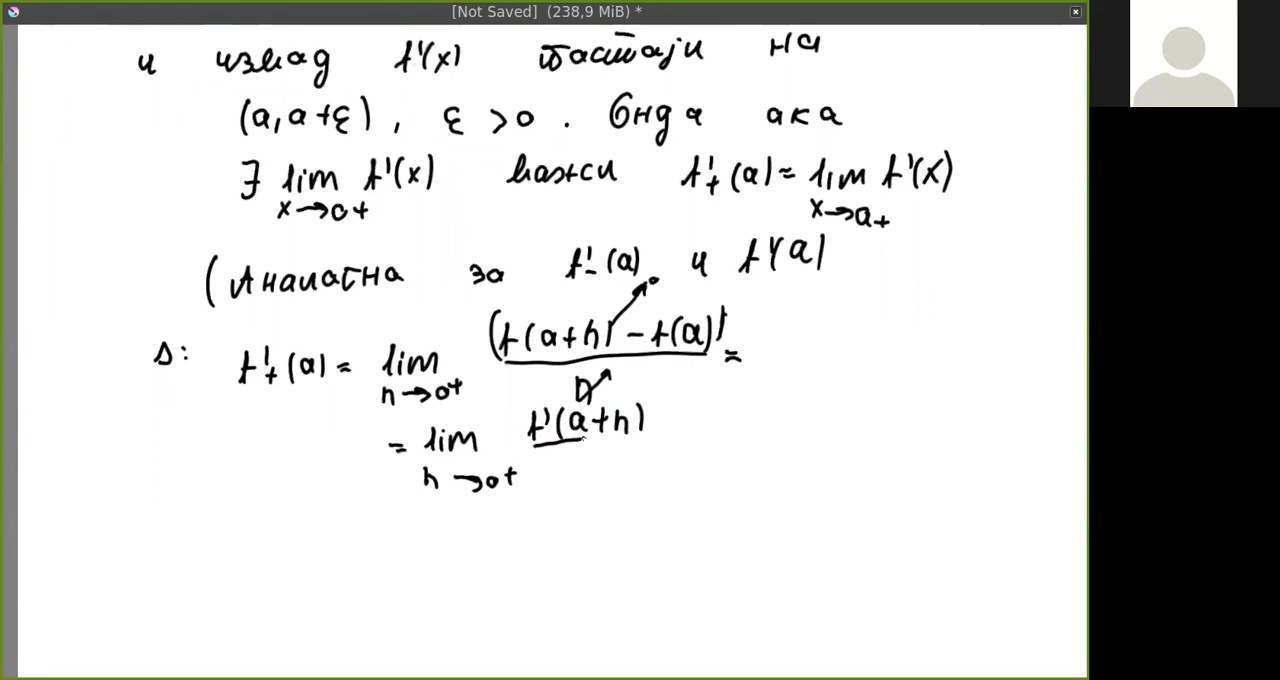 [Not Saved] (238,9 MiB) *
и извод f'(x) постоји на
(a, a+ε), ε > 0. Онда ако
∃ lim f'(x) важи f'₊(a) = lim f'(x)
x→a+ x→a+
(Аналогно за f'₋(a) и f'(a)
Δ: f'₊(a) = lim (f(a+h) - f(a))' =
h→0+ h'
= lim f'(a+h)
h→0+